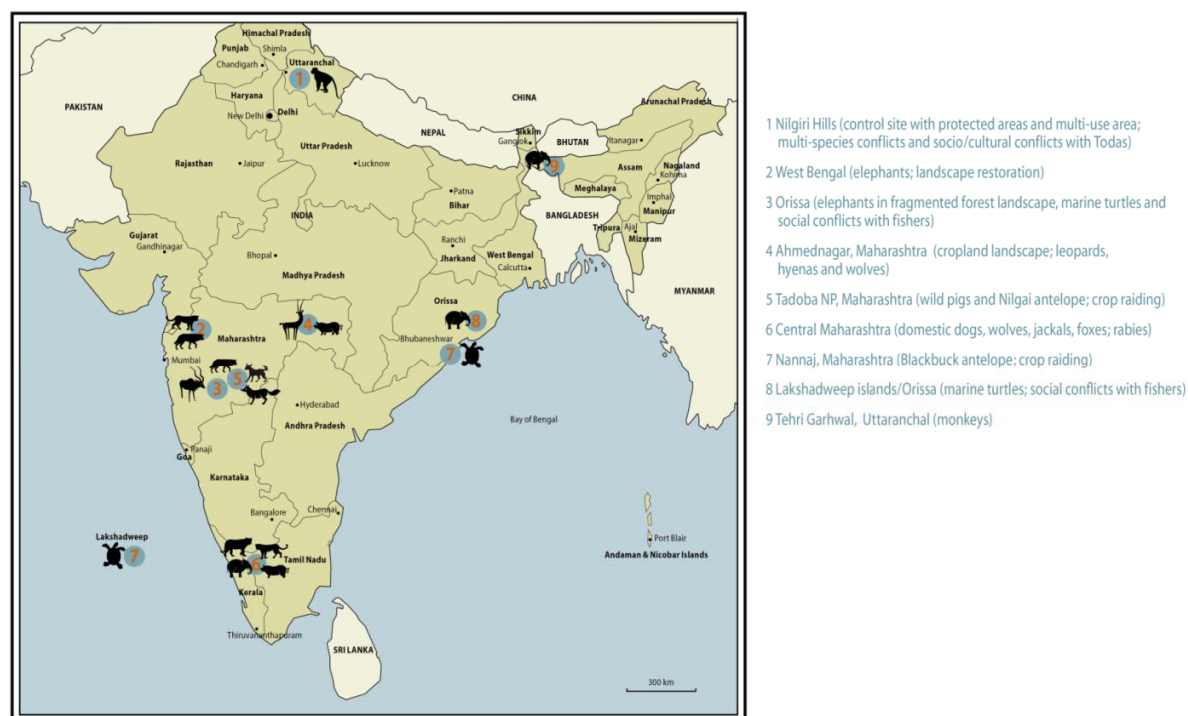 Himachal Pradesh
Punjab
Shimla
Chandigarh
Uttaranchal
1
PAKISTAN
Haryana
New Delhi
Delhi
CHINA
Arunachal Pradesh
NEPAL
Sikkim
Gangtok
BHUTAN
Itanagar
9
Uttar Pradesh
Rajasthan
Jaipur
Lucknow
Assam
Nagaland
Kohima
Meghalaya
Patna
Bihar
Imphal
Manipur
INDIA
BANGLADESH
Gujarat
Gandhinagar
Tripura
Ajal
Mizeram
Ranchi
Jharkand
West Bengal
Calcutta
Bhopal
Madhya Pradesh
MYANMAR
Orissa
2
4
8
Maharashtra
Bhubaneshwar
Mumbai
7
3
5
Hyderabad
Andhra Pradesh
Bay of Bengal
Panaji
Goa
Karnataka
Bangalore
Chennai
Lakshadweep
7
Port Blair
Andaman & Nicobar Islands
6
Tamil Nadu
Kerala
Thiruvananthapuram
SRI LANKA
300 km
1 Nilgiri Hills (control site with protected areas and multi-use area;
multi-species conflicts and socio/cultural conflicts with Todas)
2 West Bengal (elephants; landscape restoration)
3 Orissa (elephants in fragmented forest landscape, marine turtles and
social conflicts with fishers)
4 Ahmednagar, Maharashtra (cropland landscape; leopards,
hyenas and wolves)
5 Tadoba NP, Maharashtra (wild pigs and Nilgai antelope; crop raiding)
6 Central Maharashtra (domestic dogs, wolves, jackals, foxes; rabies)
7 Nannaj, Maharashtra (Blackbuck antelope; crop raiding)
8 Lakshadweep islands/Orissa (marine turtles; social conflicts with fishers)
9 Tehri Garhwal, Uttaranchal (monkeys)